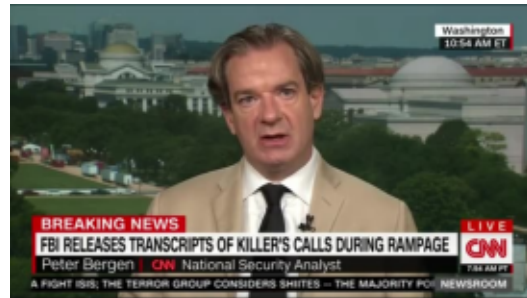 Washington
10:54 AM ET
BREAKING NEWS
LIVE
FBI RELEASES TRANSCRIPTS OF KILLER'S CALLS DURING RAMPAGE
CNN
Peter Bergen CNN National Security Analyst
7:54 AM PT
A FIGHT ISIS; THE TERROR GROUP CONSIDERS SHIITES -- THE MAJORITY POI
NEWSROOM